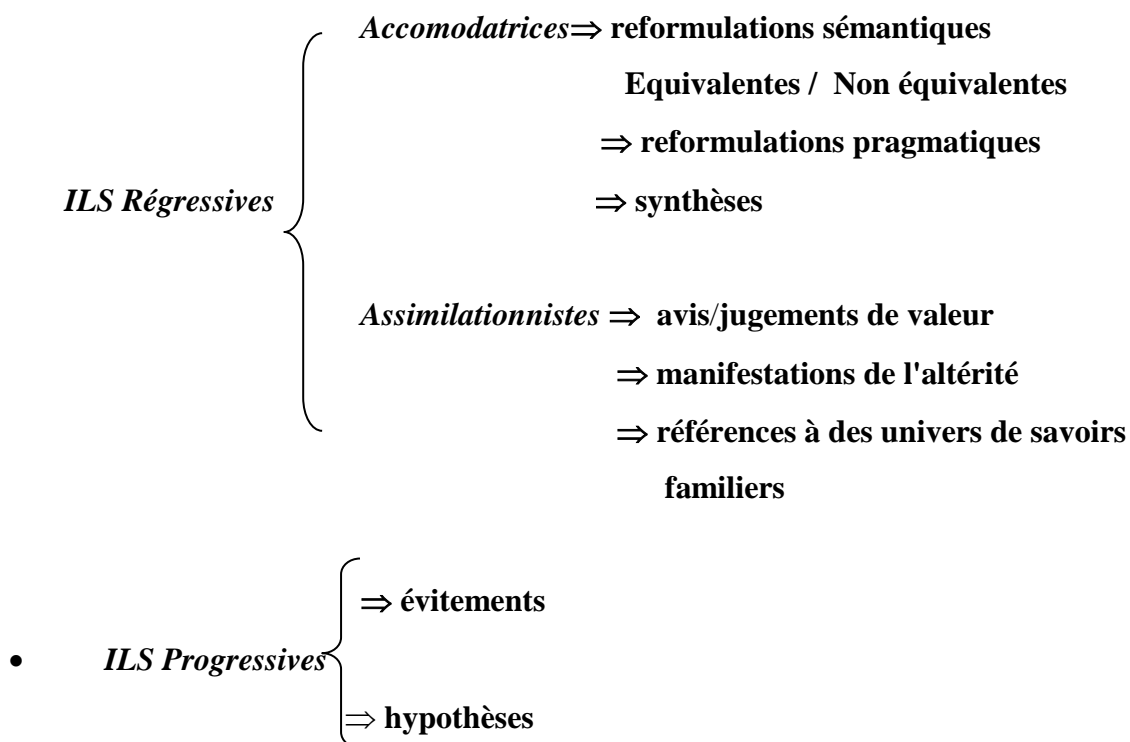 Accomodatrices⇒ reformulations sémantiques
Equivalentes / Non équivalentes
⇒ reformulations pragmatiques
ILS Régressives
⇒ synthèses
Assimilationnistes ⇒ avis/jugements de valeur
⇒ manifestations de l'altérité
⇒ références à des univers de savoirs
familiers
⇒ évitements
• ILS Progressives
⇒ hypothèses